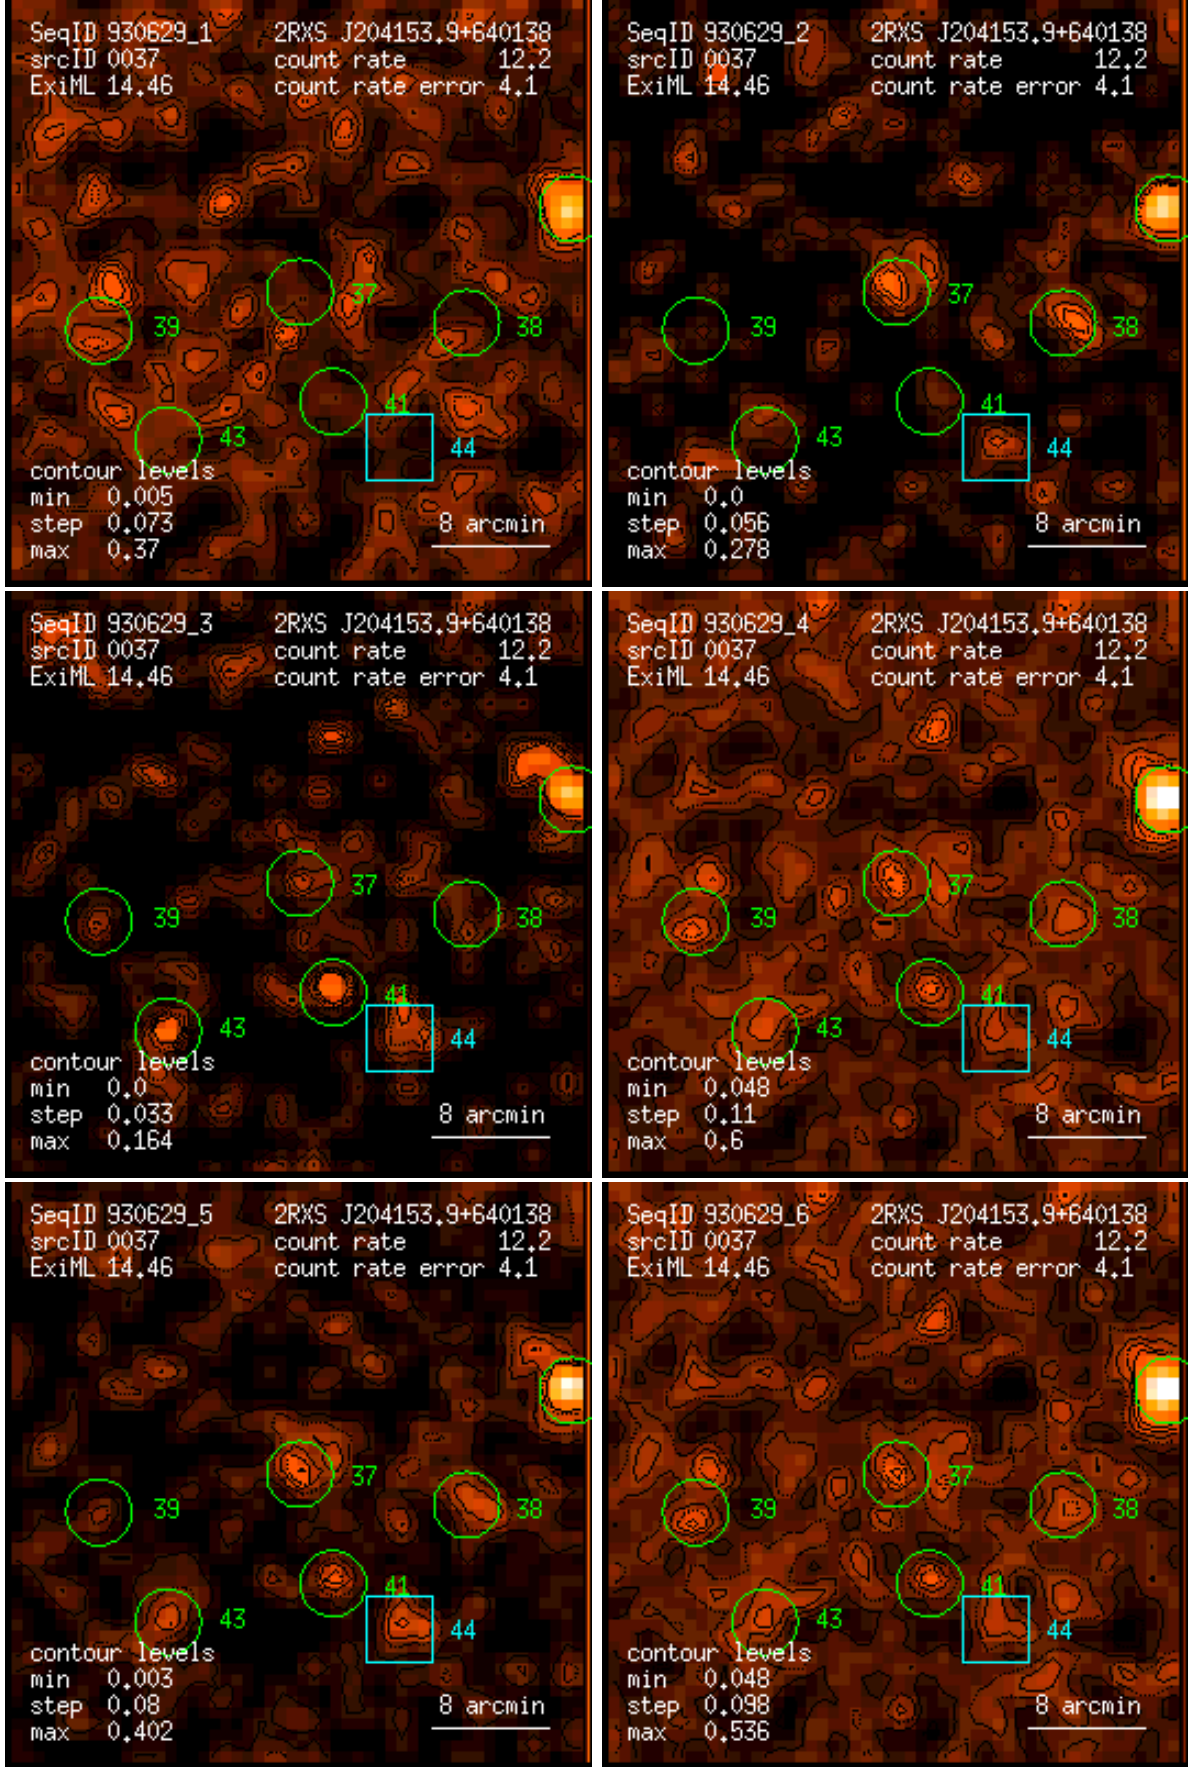 SeqID 930629_1 2RXS J204153.9+640138
srcID 0037 count rate 12.2
ExiML 14.46 count rate error 4.1
37
39
38
41
43
44
contour levels
min 0.005
step 0.073
max 0.37
8 arcmin
SeqID 930629_2 2RXS J204153.9+640138
srcID 0037 count rate 12.2
ExiML 14.46 count rate error 4.1
37
39
38
41
43
44
contour levels
min 0.0
step 0.056
max 0.278
8 arcmin
SeqID 930629_3 2RXS J204153.9+640138
srcID 0037 count rate 12.2
ExiML 14.46 count rate error 4.1
37
39
38
41
43
44
contour levels
min 0.0
step 0.033
max 0.164
8 arcmin
SeqID 930629_4 2RXS J204153.9+640138
srcID 0037 count rate 12.2
ExiML 14.46 count rate error 4.1
37
39
38
41
43
44
contour levels
min 0.048
step 0.11
max 0.6
8 arcmin
SeqID 930629_5 2RXS J204153.9+640138
srcID 0037 count rate 12.2
ExiML 14.46 count rate error 4.1
37
39
38
41
43
44
contour levels
min 0.003
step 0.08
max 0.402
8 arcmin
SeqID 930629_6 2RXS J204153.9+640138
srcID 0037 count rate 12.2
ExiML 14.46 count rate error 4.1
37
39
38
41
43
44
contour levels
min 0.048
step 0.098
max 0.536
8 arcmin